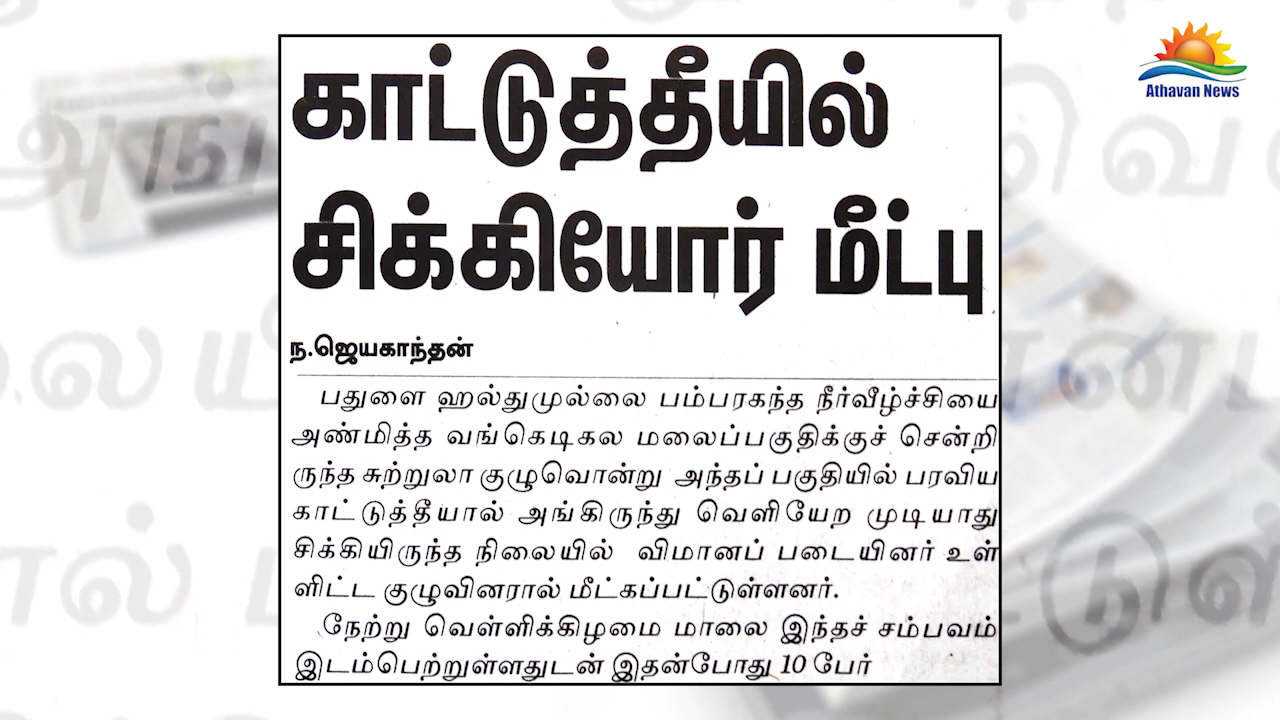 Athavan News
காட்டுத்தீயில்
சிக்கியோர் மீட்பு
ந.ஜெயகாந்தன்
பதுளை ஹல்துமுல்லை பம்பரகந்த நீர்வீழ்ச்சியை
அண்மித்த வங்கெடிகல மலைப்பகுதிக்குச் சென்றி
ருந்த சுற்றுலா குழுவொன்று அந்தப் பகுதியில் பரவிய
காட்டுத்தீயால் அங்கிருந்து வெளியேற முடியாது
சிக்கியிருந்த நிலையில் விமானப் படையினர் உள்
ளிட்ட குழுவினரால் மீட்கப்பட்டுள்ளனர்.
நேற்று வெள்ளிக்கிழமை மாலை இந்தச் சம்பவம்
இடம்பெற்றுள்ளதுடன் இதன்போது 10 பேர்